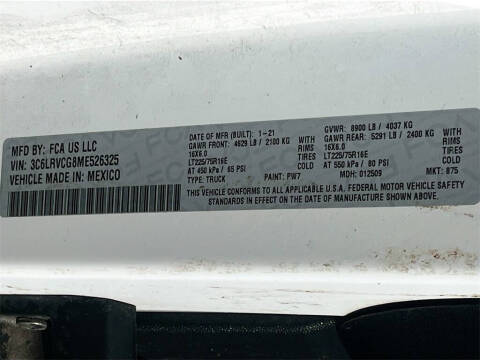 MFD BY: FCA US LLC
VIN: 3C6LRVCG8ME526325
VEHICLE MADE IN: MEXICO
DATE OF MFR (BUILT): 1-21
GAWR FRONT: 4629 LB / 2100 KG
16X6.0 RIMS
LT225/75R16E TIRES
AT 450 kPa / 65 PSI
TYPE: TRUCK
PAINT: PW7
GVWR: 8900 LB / 4037 KG
GAWR REAR: 5291 LB / 2400 KG
16X6.0 RIMS
LT225/75R16E TIRES
AT 550 kPa / 80 PSI
MDH: 012509
MKT: 875
THIS VEHICLE CONFORMS TO ALL APPLICABLE U.S.A. FEDERAL MOTOR VEHICLE SAFETY
STANDARDS IN EFFECT ON THE DATE OF MANUFACTURE SHOWN ABOVE.